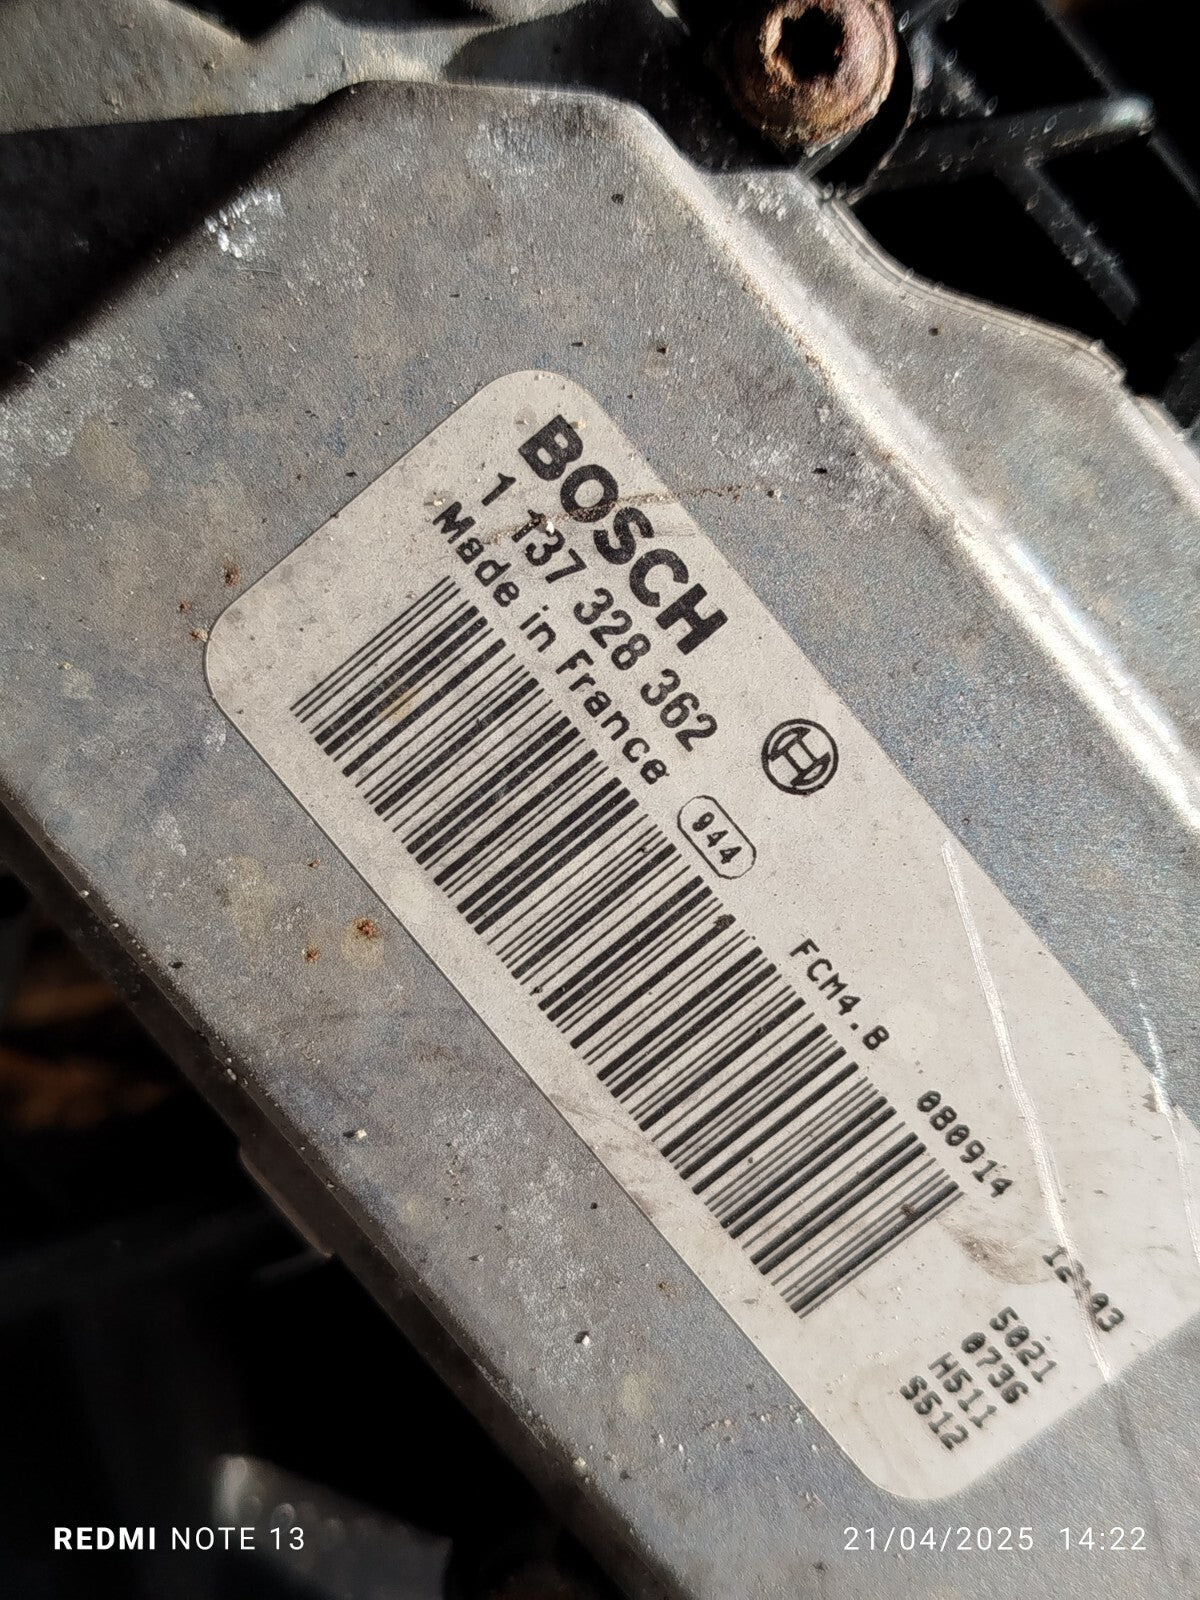 BOSCH
1 137 328 362
Made in France
944
FCM4.B
080914
5021
0736
H511
S512
REDMI NOTE 13
21/04/2025 14:22